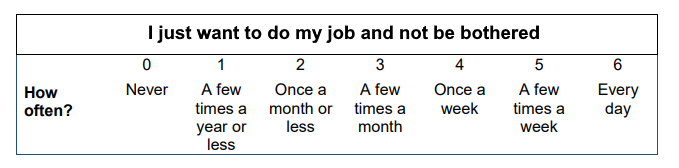 I just want to do my job and not be bothered
0 1 2 3 4 5 6
How often?
Never
A few times a year or less
Once a month or less
A few times a month
Once a week
A few times a week
Every day